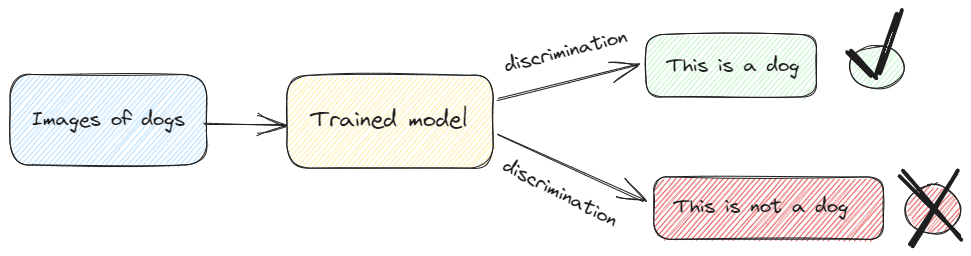 Images of dogs
Trained model
discrimination
This is a dog
discrimination
This is not a dog